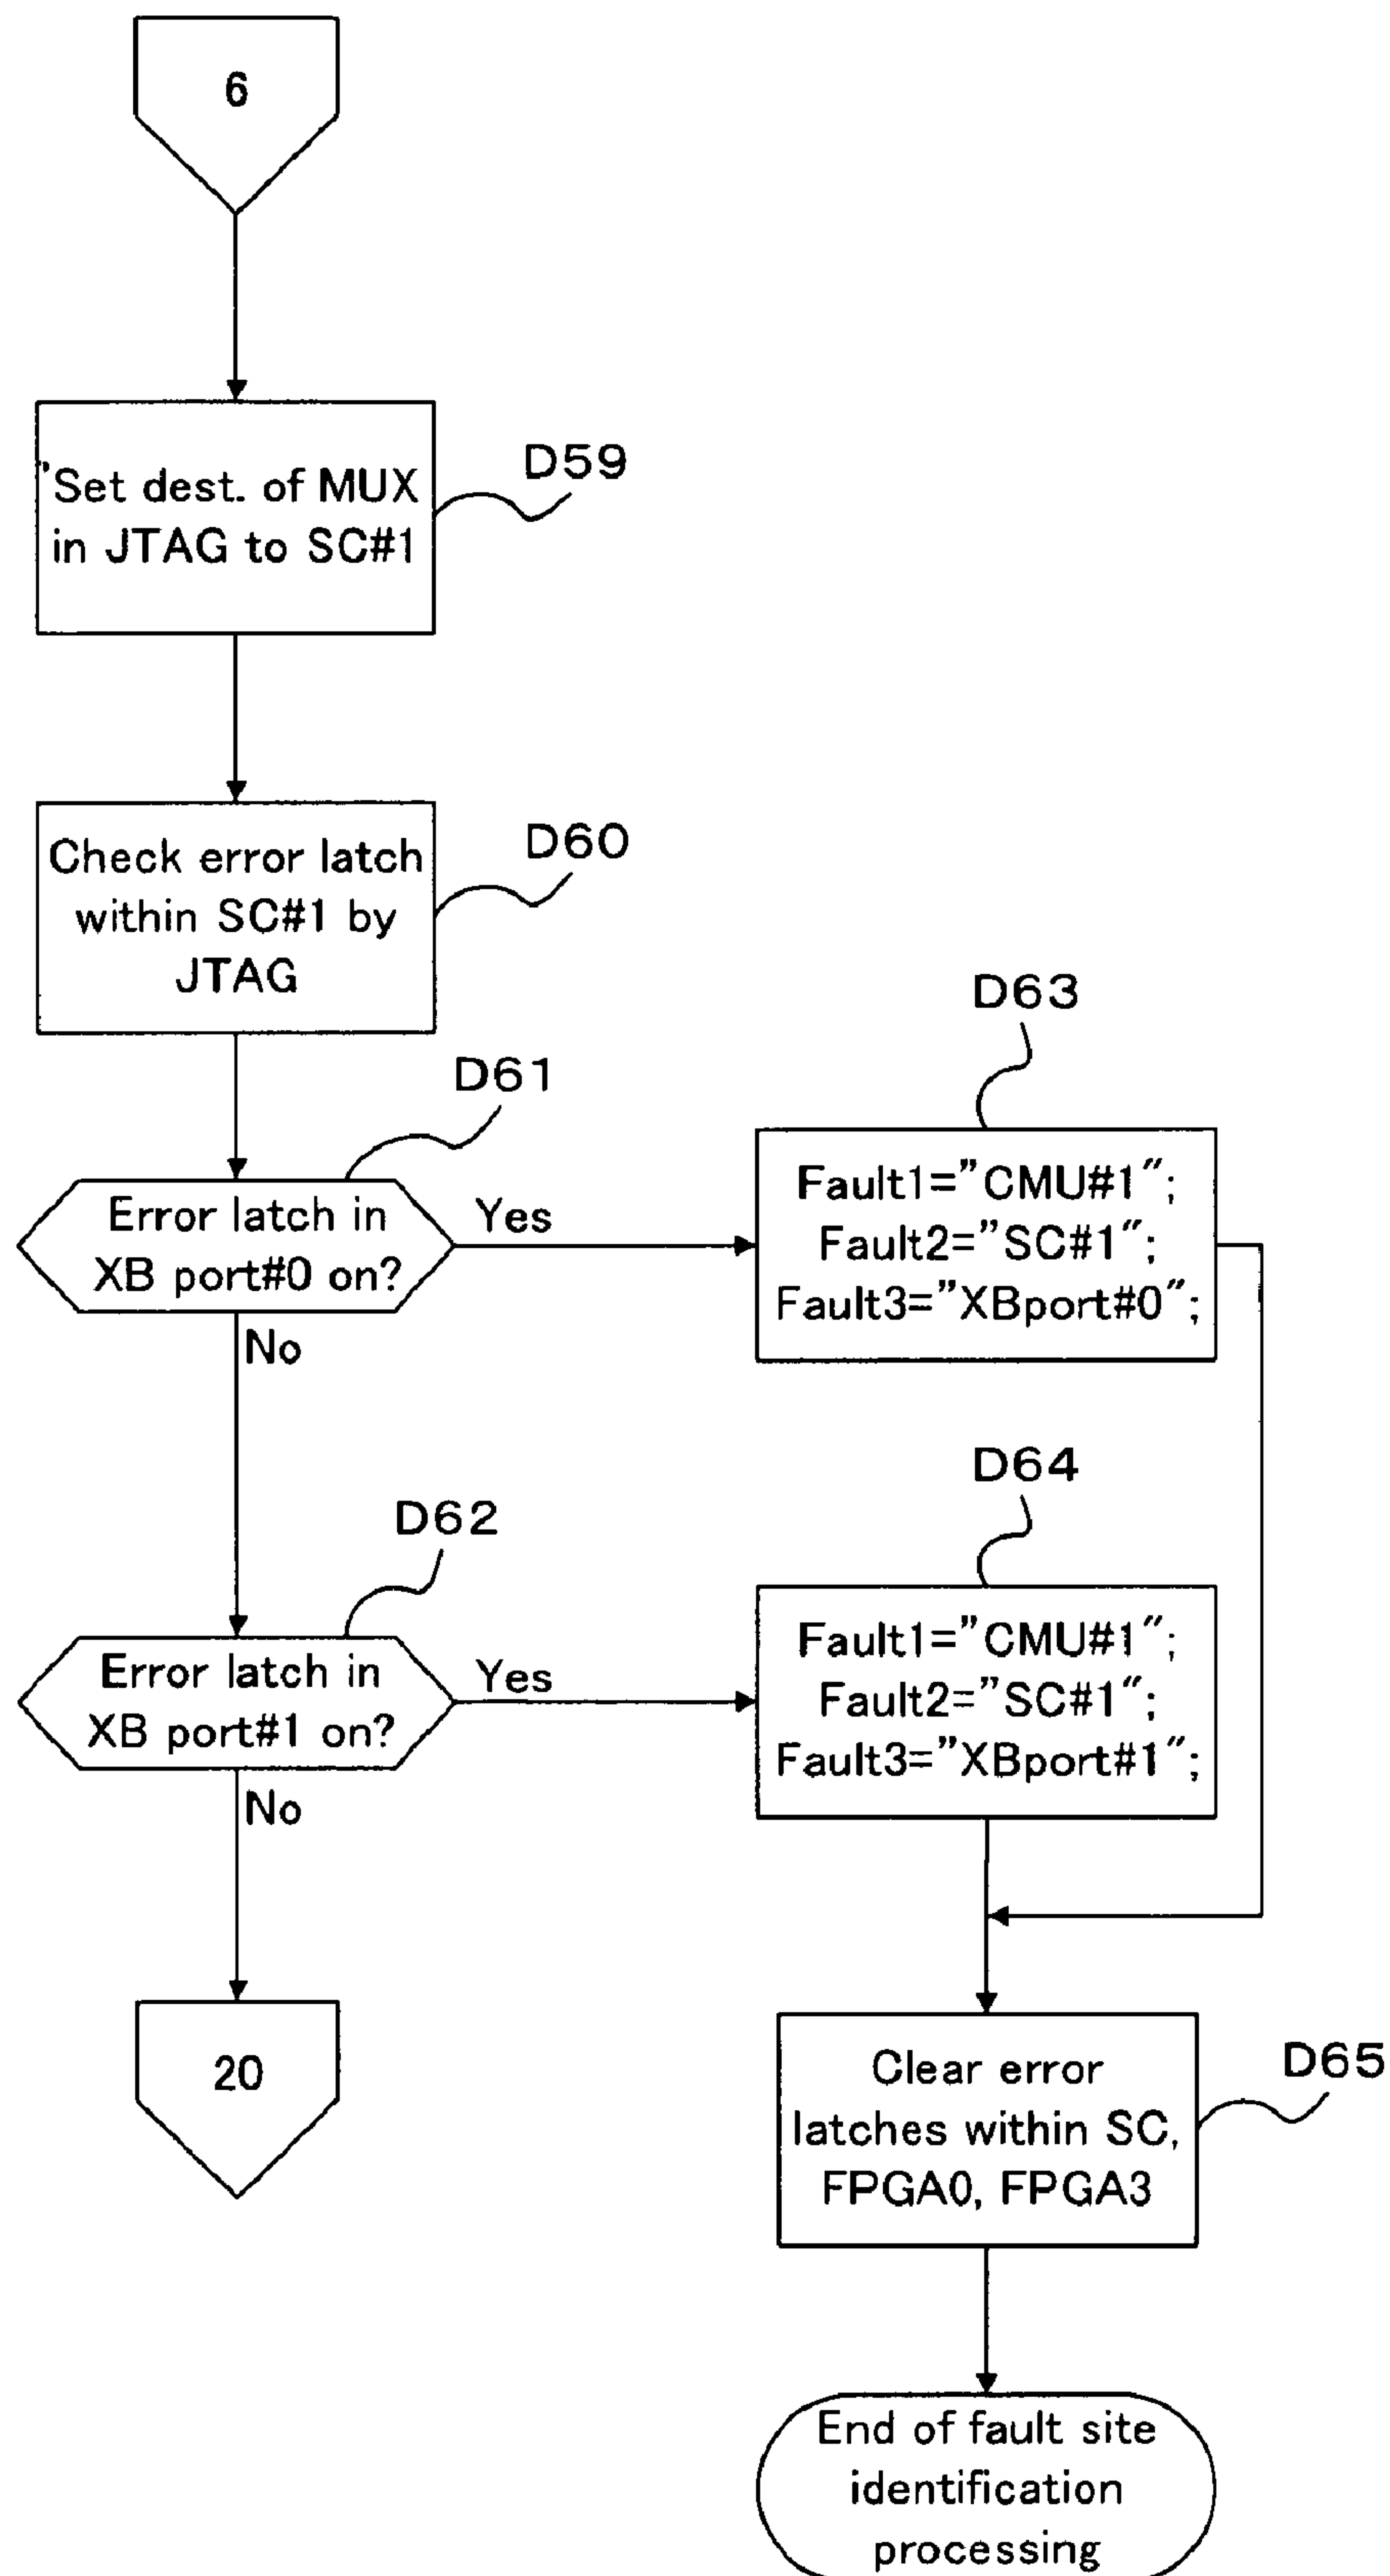 6
D59
Set dest. of MUX
in JTAG to SC#1
D60
Check error latch
within SC#1 by
JTAG
D61
Error latch in
XB port#0 on?
Yes
No
D63
Fault1="CMU#1";
Fault2="SC#1";
Fault3="XBport#0";
D62
Error latch in
XB port#1 on?
Yes
No
D64
Fault1="CMU#1";
Fault2="SC#1";
Fault3="XBport#1";
20
D65
Clear error
latches within SC,
FPGA0, FPGA3
End of fault site
identification
processing